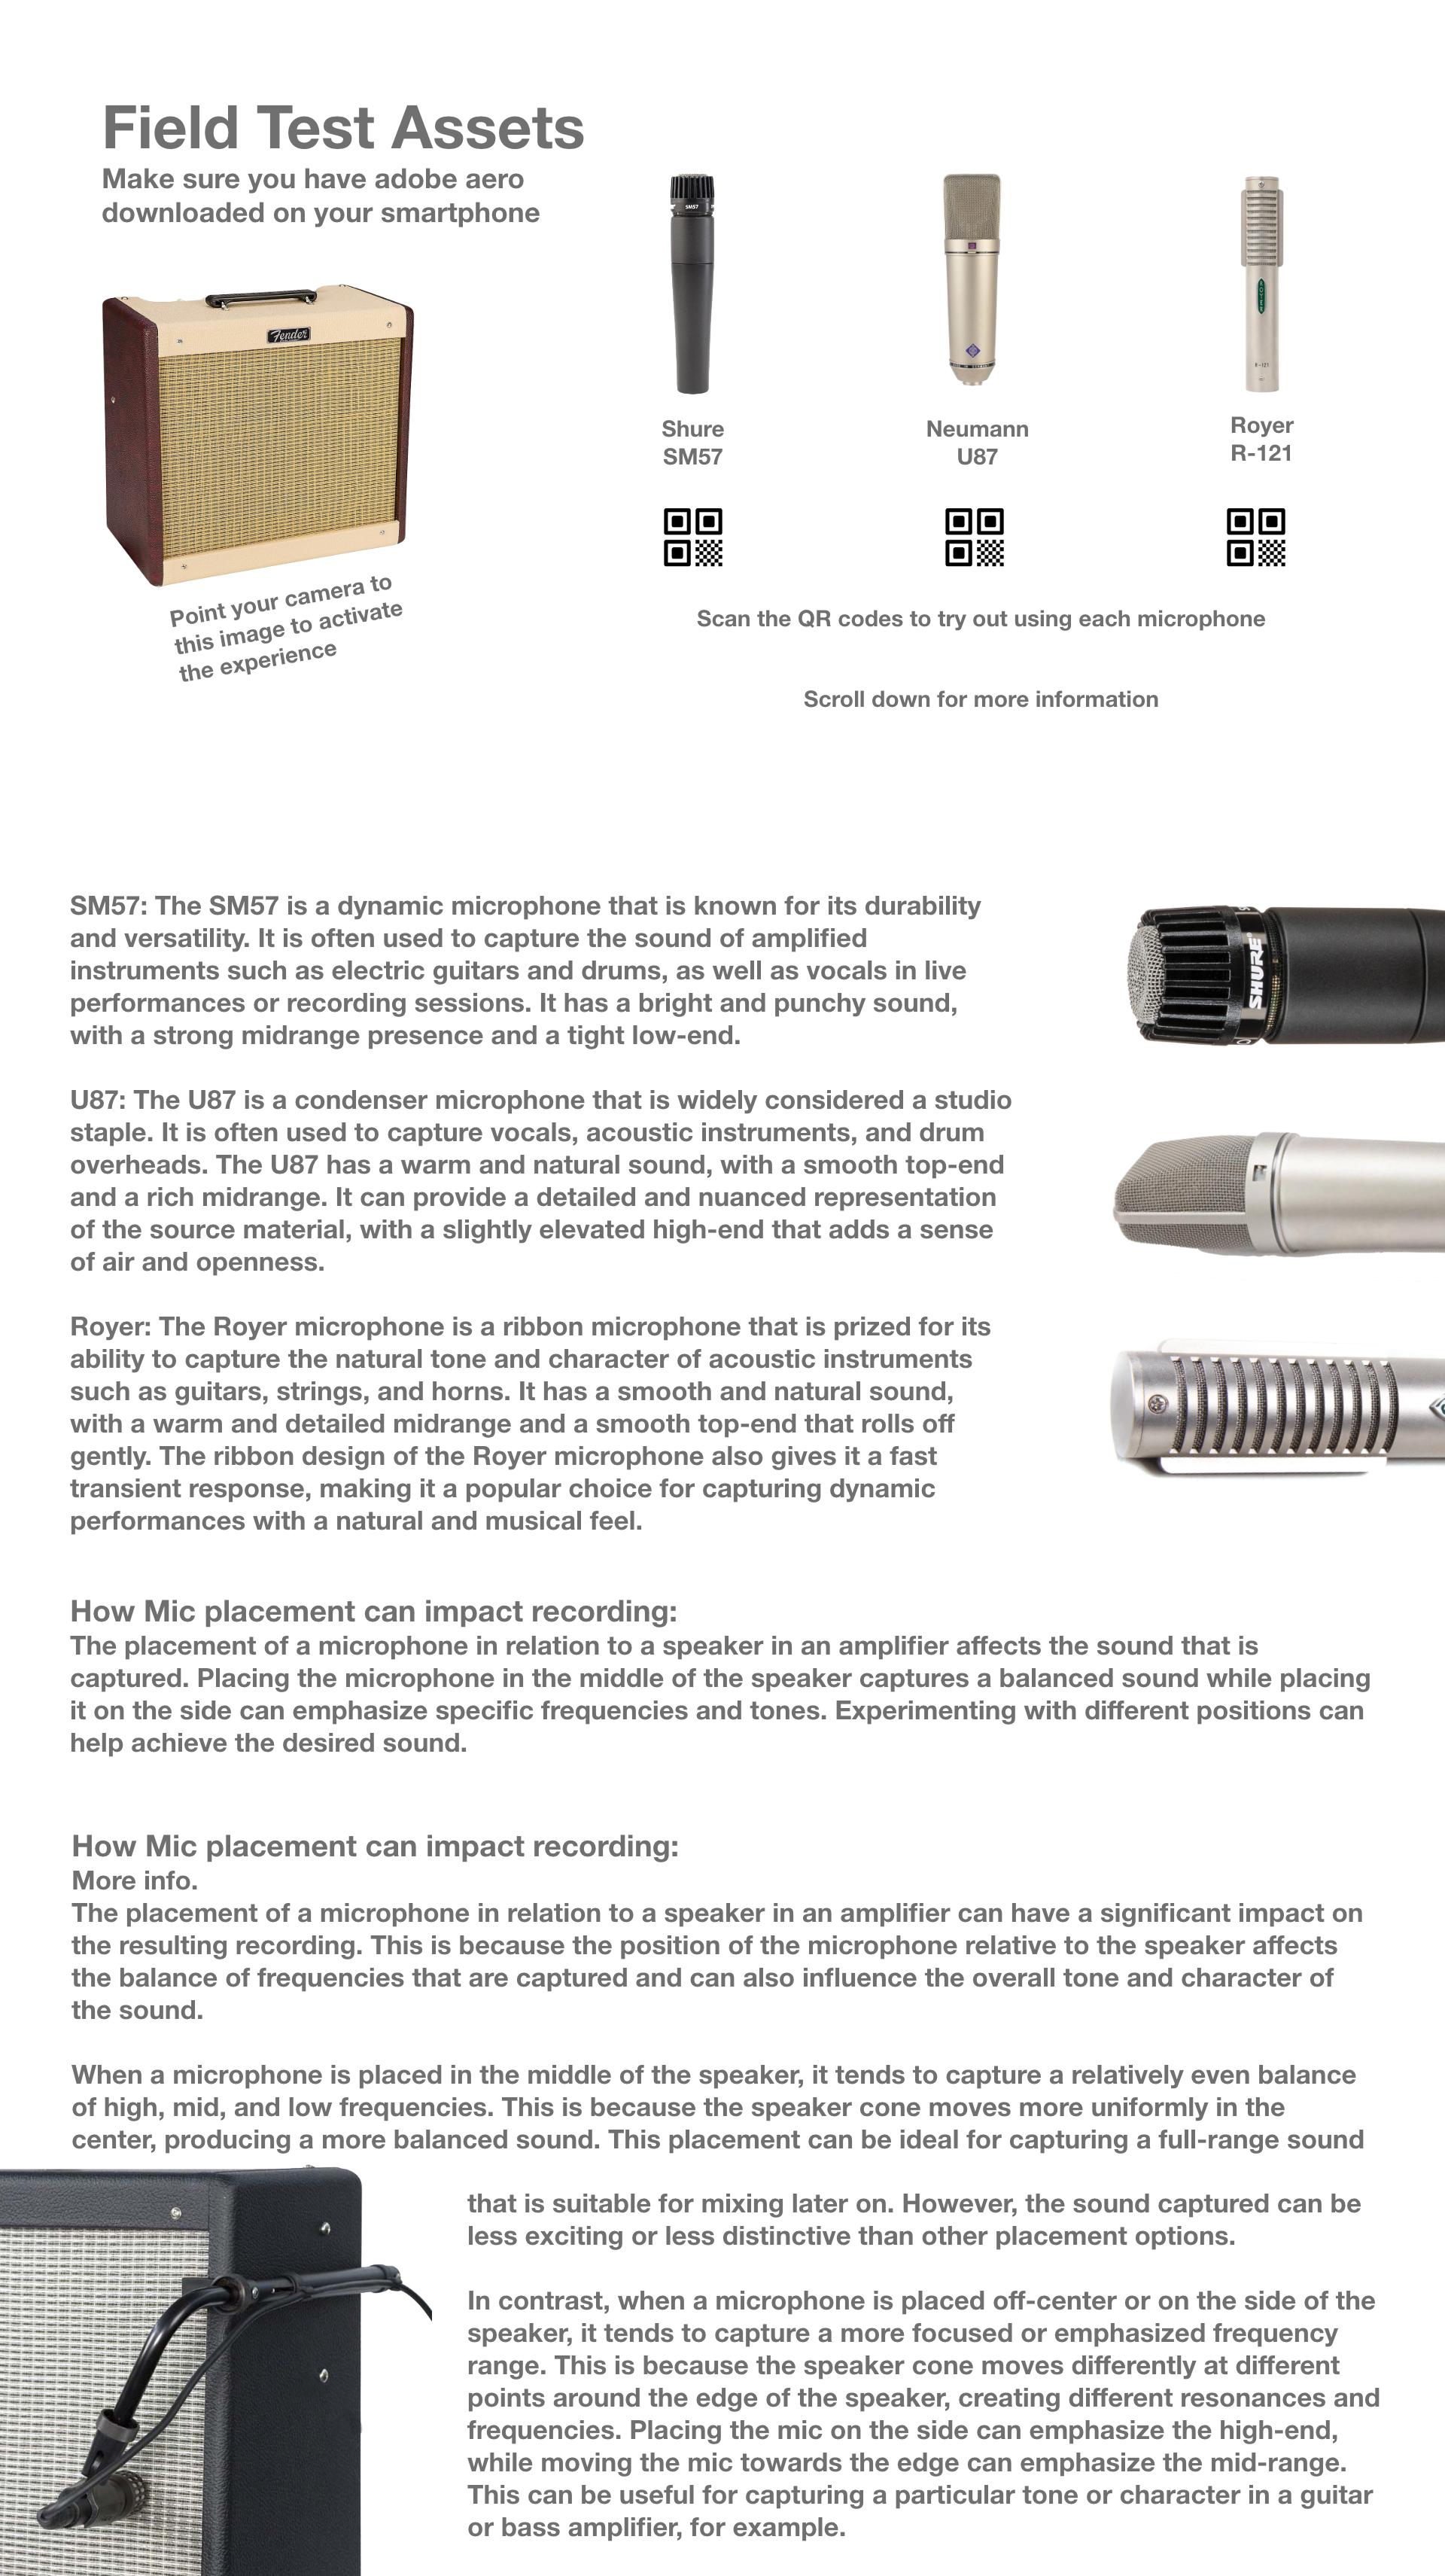 Field Test Assets
Make sure you have adobe aero
downloaded on your smartphone
Fender
Point your camera to
this image to activate
the experience
SM57
Shure
SM57
Neumann
U87
ROYER
R-121
Royer
R-121
Scan the QR codes to try out using each microphone
Scroll down for more information
SM57: The SM57 is a dynamic microphone that is known for its durability
and versatility. It is often used to capture the sound of amplified
instruments such as electric guitars and drums, as well as vocals in live
performances or recording sessions. It has a bright and punchy sound,
with a strong midrange presence and a tight low-end.
SHURE
U87: The U87 is a condenser microphone that is widely considered a studio
staple. It is often used to capture vocals, acoustic instruments, and drum
overheads. The U87 has a warm and natural sound, with a smooth top-end
and a rich midrange. It can provide a detailed and nuanced representation
of the source material, with a slightly elevated high-end that adds a sense
of air and openness.
Royer: The Royer microphone is a ribbon microphone that is prized for its
ability to capture the natural tone and character of acoustic instruments
such as guitars, strings, and horns. It has a smooth and natural sound,
with a warm and detailed midrange and a smooth top-end that rolls off
gently. The ribbon design of the Royer microphone also gives it a fast
transient response, making it a popular choice for capturing dynamic
performances with a natural and musical feel.
How Mic placement can impact recording:
The placement of a microphone in relation to a speaker in an amplifier affects the sound that is
captured. Placing the microphone in the middle of the speaker captures a balanced sound while placing
it on the side can emphasize specific frequencies and tones. Experimenting with different positions can
help achieve the desired sound.
How Mic placement can impact recording:
More info.
The placement of a microphone in relation to a speaker in an amplifier can have a significant impact on
the resulting recording. This is because the position of the microphone relative to the speaker affects
the balance of frequencies that are captured and can also influence the overall tone and character of
the sound.
When a microphone is placed in the middle of the speaker, it tends to capture a relatively even balance
of high, mid, and low frequencies. This is because the speaker cone moves more uniformly in the
center, producing a more balanced sound. This placement can be ideal for capturing a full-range sound
that is suitable for mixing later on. However, the sound captured can be
less exciting or less distinctive than other placement options.
In contrast, when a microphone is placed off-center or on the side of the
speaker, it tends to capture a more focused or emphasized frequency
range. This is because the speaker cone moves differently at different
points around the edge of the speaker, creating different resonances and
frequencies. Placing the mic on the side can emphasize the high-end,
while moving the mic towards the edge can emphasize the mid-range.
This can be useful for capturing a particular tone or character in a guitar
or bass amplifier, for example.